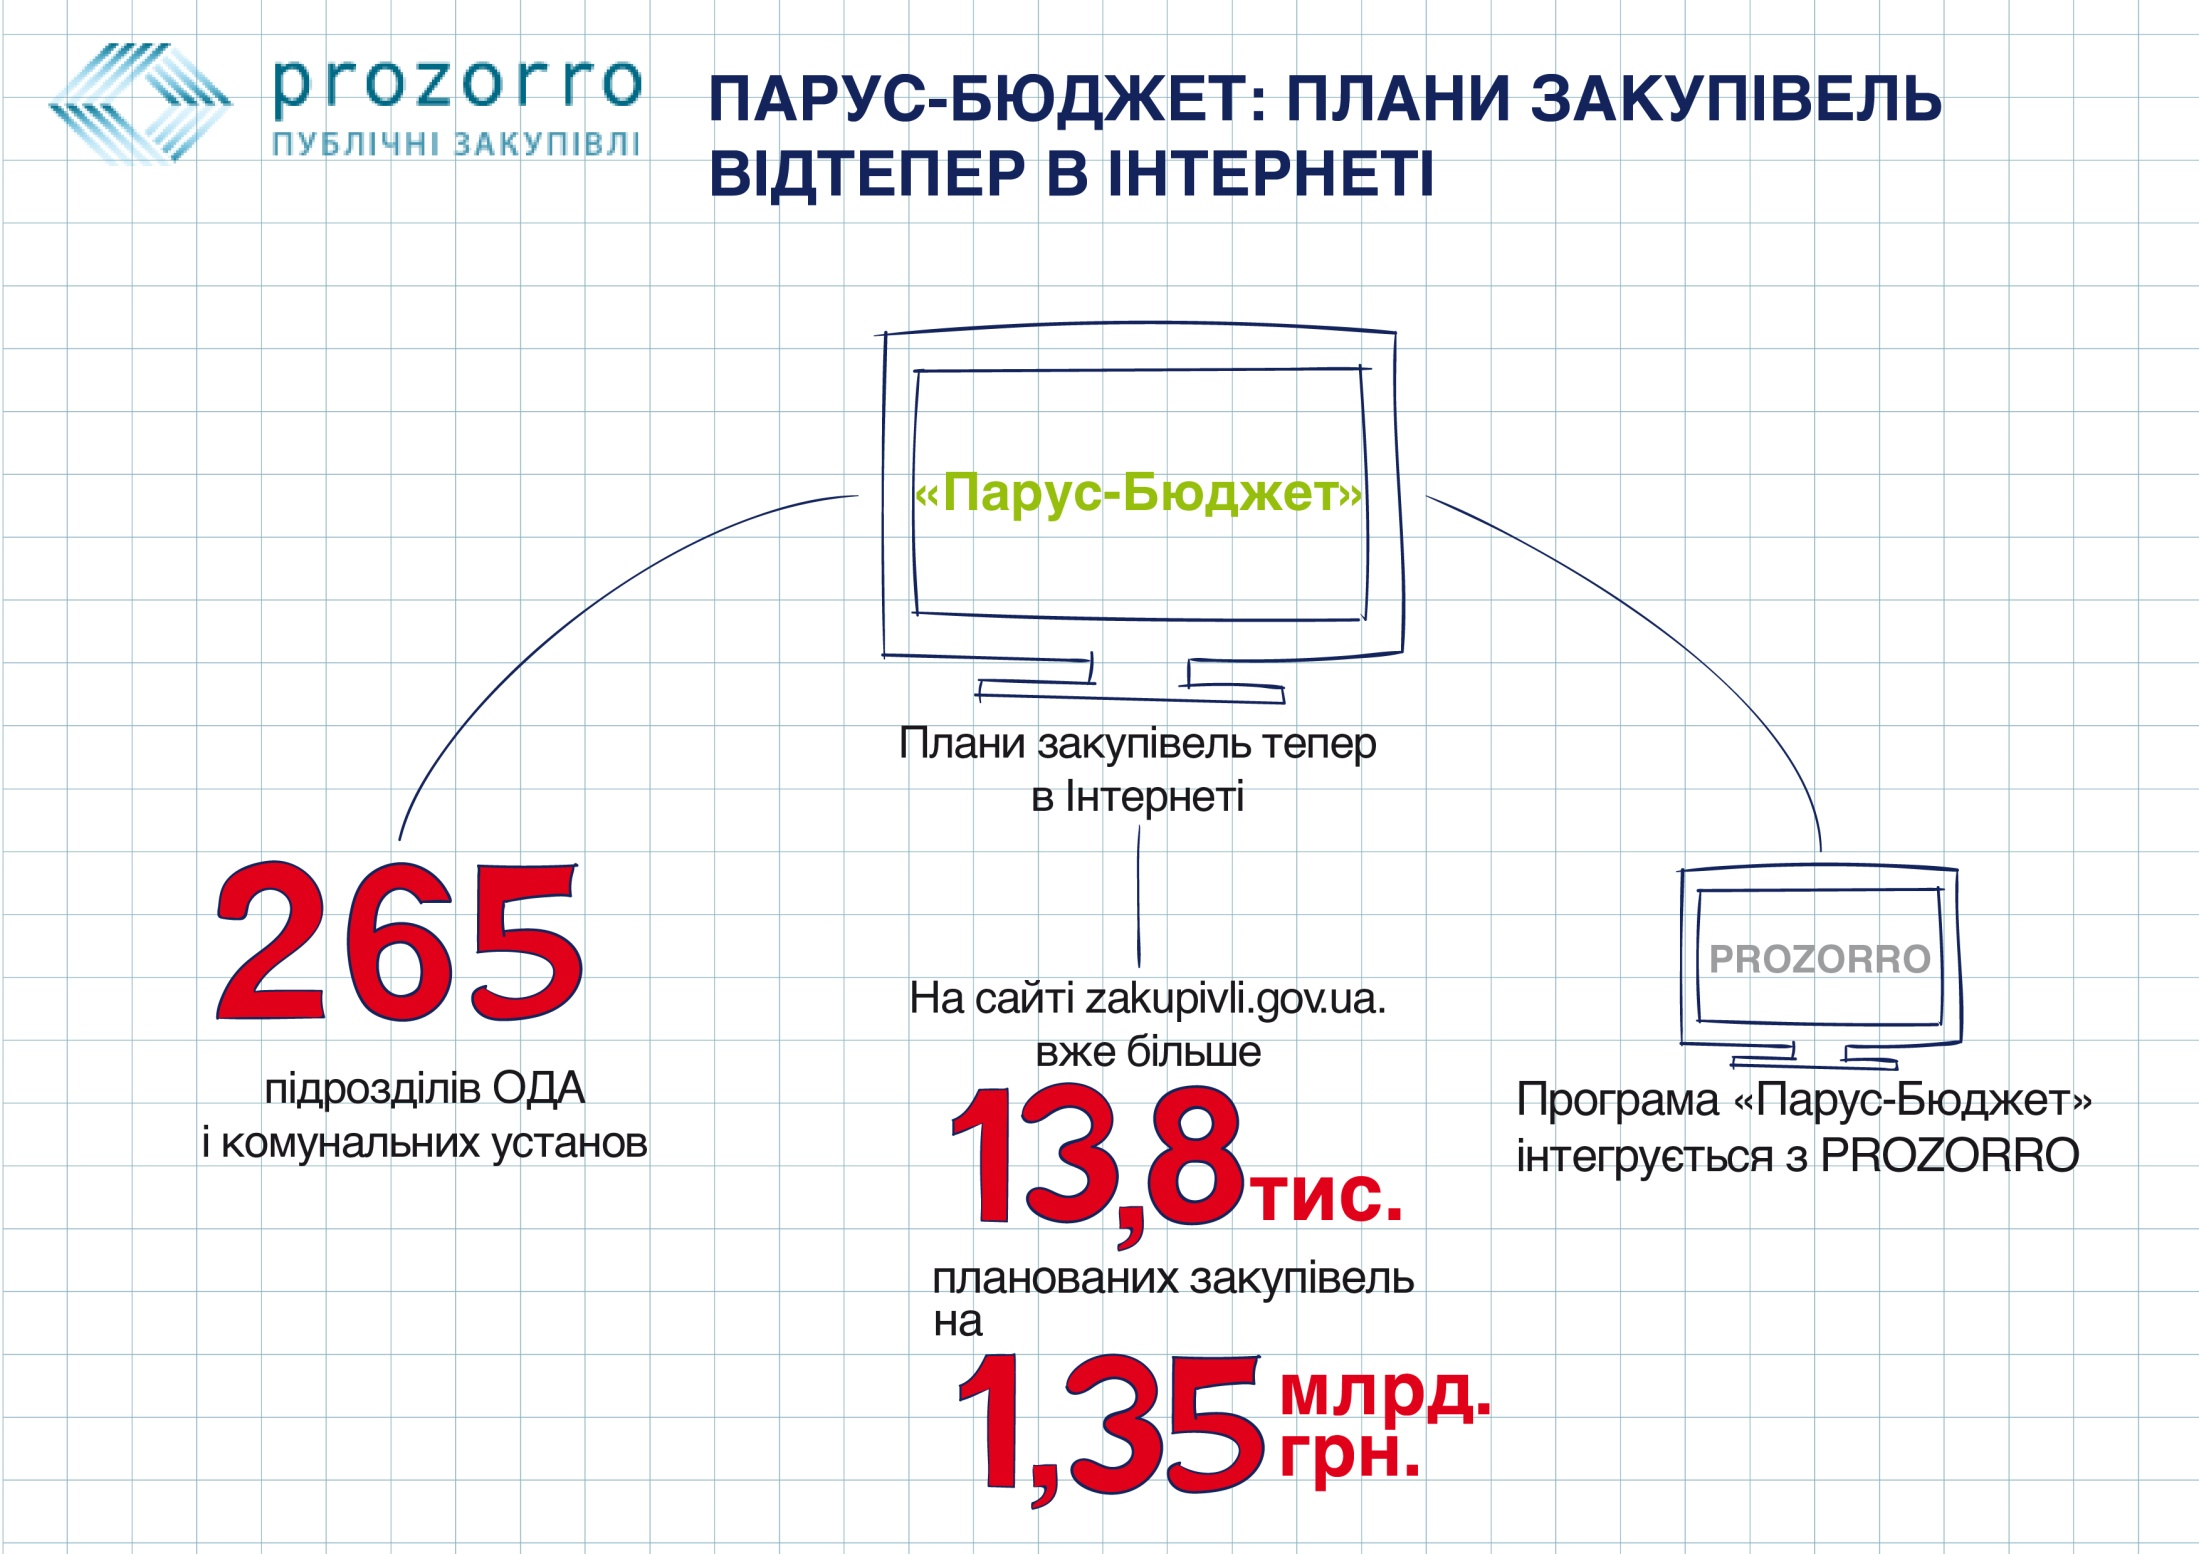 prozorro
ПУБЛІЧНІ ЗАКУПІВЛІ
ПАРУС-БЮДЖЕТ: ПЛАНИ ЗАКУПІВЕЛЬ
ВІДТЕПЕР В ІНТЕРНЕТІ
«Парус-Бюджет»
Плани закупівель тепер
в Інтернеті
265
підрозділів ОДА
і комунальних установ
На сайті zakupivli.gov.ua.
вже більше
13,8 тис.
планованих закупівель
на
1,35 млрд.
грн.
PROZORRO
Програма «Парус-Бюджет»
інтегрується з PROZORRO